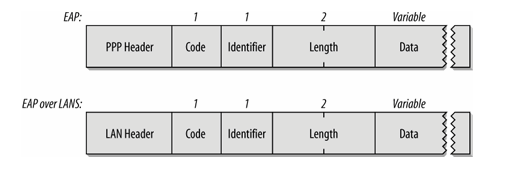 EAP: 1 1 2 Variable
PPP Header Code Identifier Length Data
EAP over LANS: 1 1 2 Variable
LAN Header Code Identifier Length Data